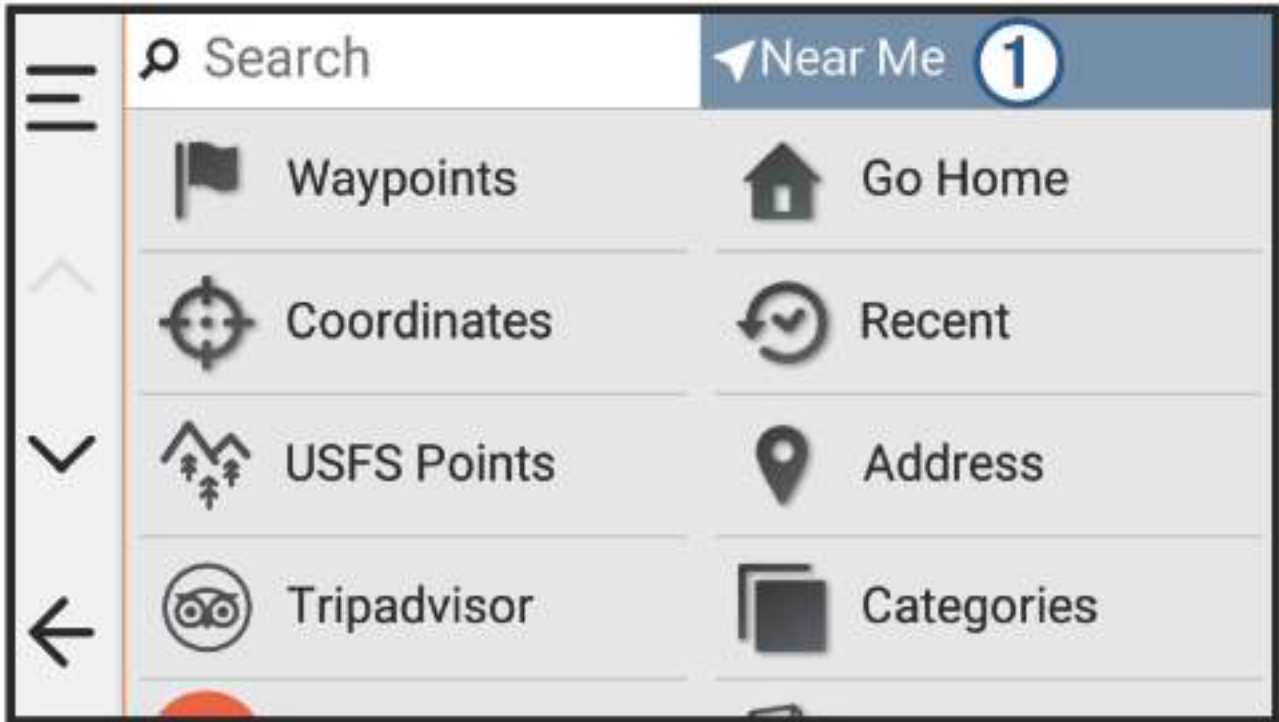 Search
Near Me 1
Waypoints
Go Home
Coordinates
Recent
USFS Points
Address
Tripadvisor
Categories